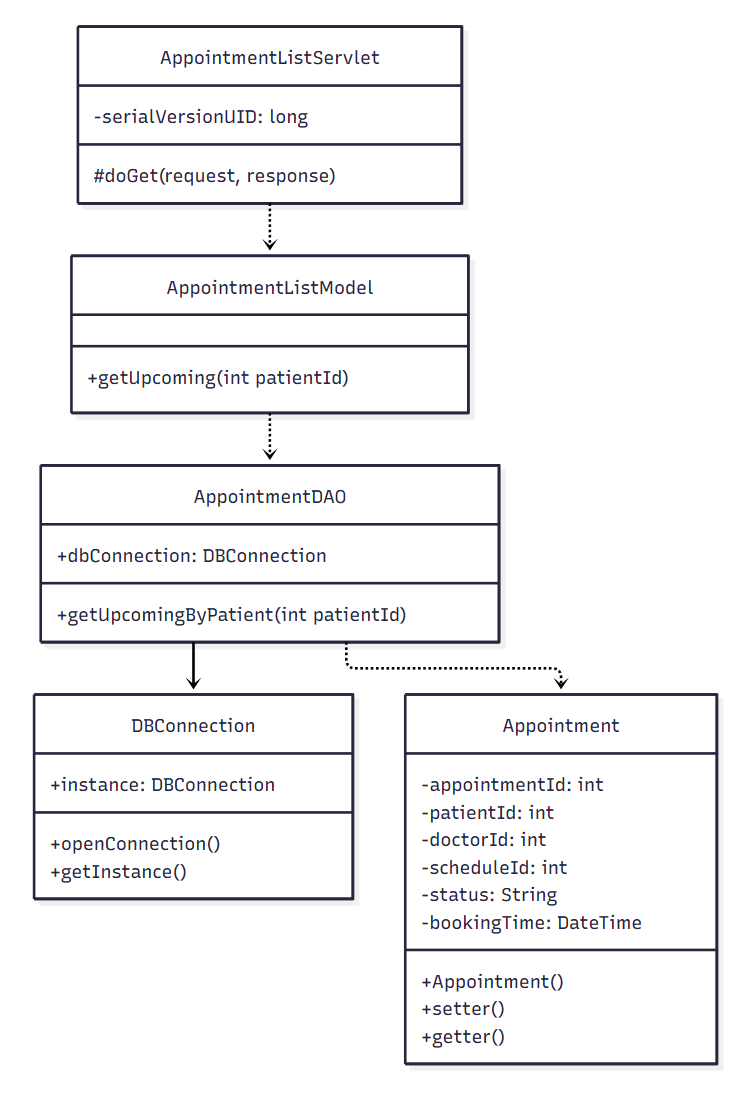 AppointmentListServlet
-serialVersionUID: long
#doGet(request, response)
AppointmentListModel
+getUpcoming(int patientId)
AppointmentDAO
+dbConnection: DBConnection
+getUpcomingByPatient(int patientId)
DBConnection
+instance: DBConnection
+openConnection()
+getInstance()
Appointment
-appointmentId: int
-patientId: int
-doctorId: int
-scheduleId: int
-status: String
-bookingTime: DateTime
+Appointment()
+setter()
+getter()